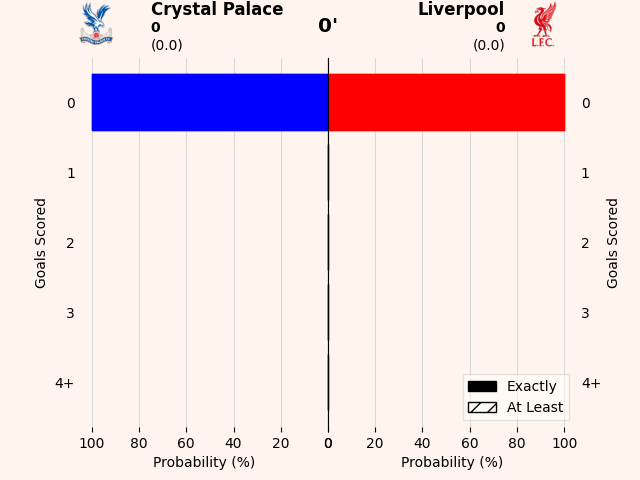 Crystal Palace
0
(0.0)
0'
Liverpool
0
(0.0)
L.F.C.
Goals Scored
0
1
2
3
4+
0
1
2
3
4+
Goals Scored
Exactly
At Least
100 80 60 40 20 0
0 20 40 60 80 100
Probability (%)
Probability (%)